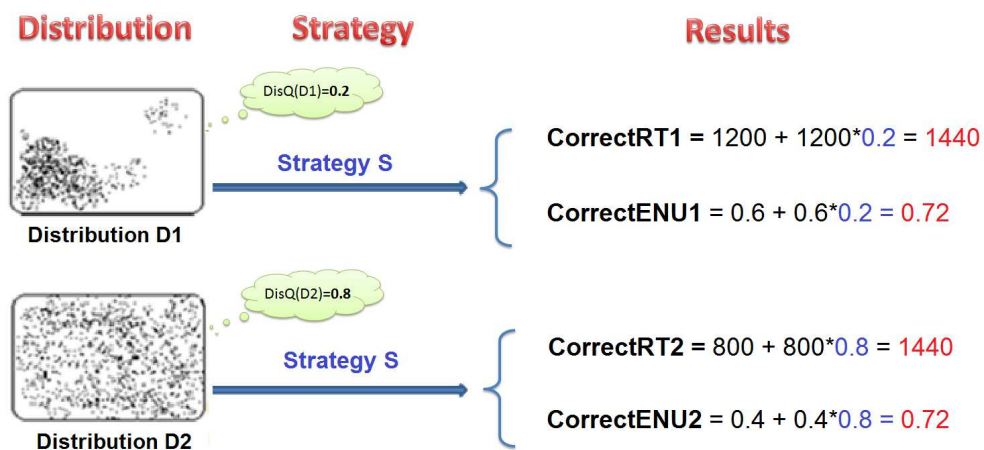 Distribution Strategy Results
DisQ(D1)=0.2
Strategy S
CorrectRT1 = 1200 + 1200*0.2 = 1440
CorrectENU1 = 0.6 + 0.6*0.2 = 0.72
Distribution D1
DisQ(D2)=0.8
Strategy S
CorrectRT2 = 800 + 800*0.8 = 1440
CorrectENU2 = 0.4 + 0.4*0.8 = 0.72
Distribution D2